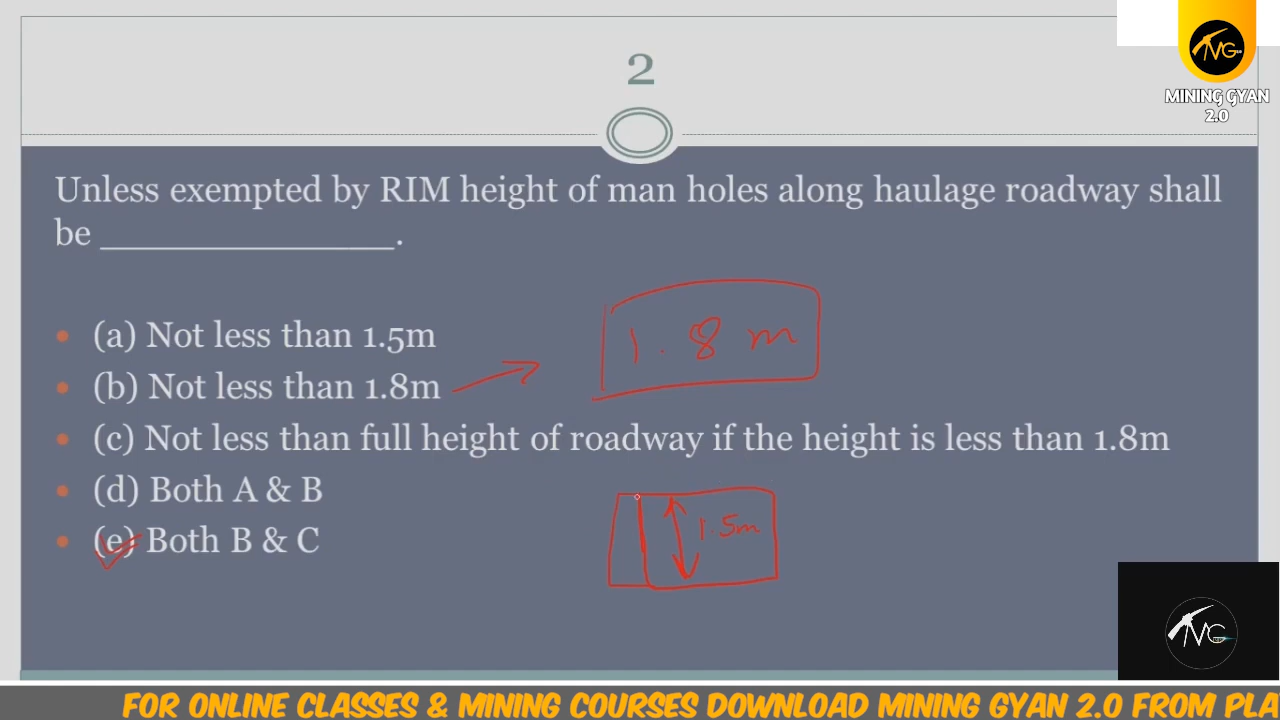 2
MG
MINING GYAN
2.0
Unless exempted by RIM height of man holes along haulage roadway shall
be ______________.
• (a) Not less than 1.5m
• (b) Not less than 1.8m
1.8 m
• (c) Not less than full height of roadway if the height is less than 1.8m
• (d) Both A & B
• (e) Both B & C
1.5m
MG
FOR ONLINE CLASSES & MINING COURSES DOWNLOAD MINING GYAN 2.0 FROM PLA